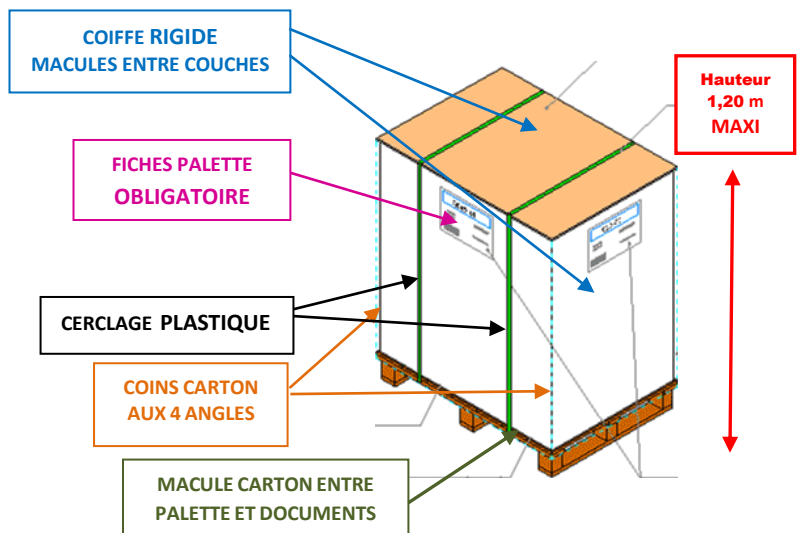 COIFFE RIGIDE
MACULES ENTRE COUCHES
Hauteur
1,20 m
MAXI
FICHES PALETTE
OBLIGATOIRE
CERCLAGE PLASTIQUE
COINS CARTON
AUX 4 ANGLES
MACULE CARTON ENTRE
PALETTE ET DOCUMENTS